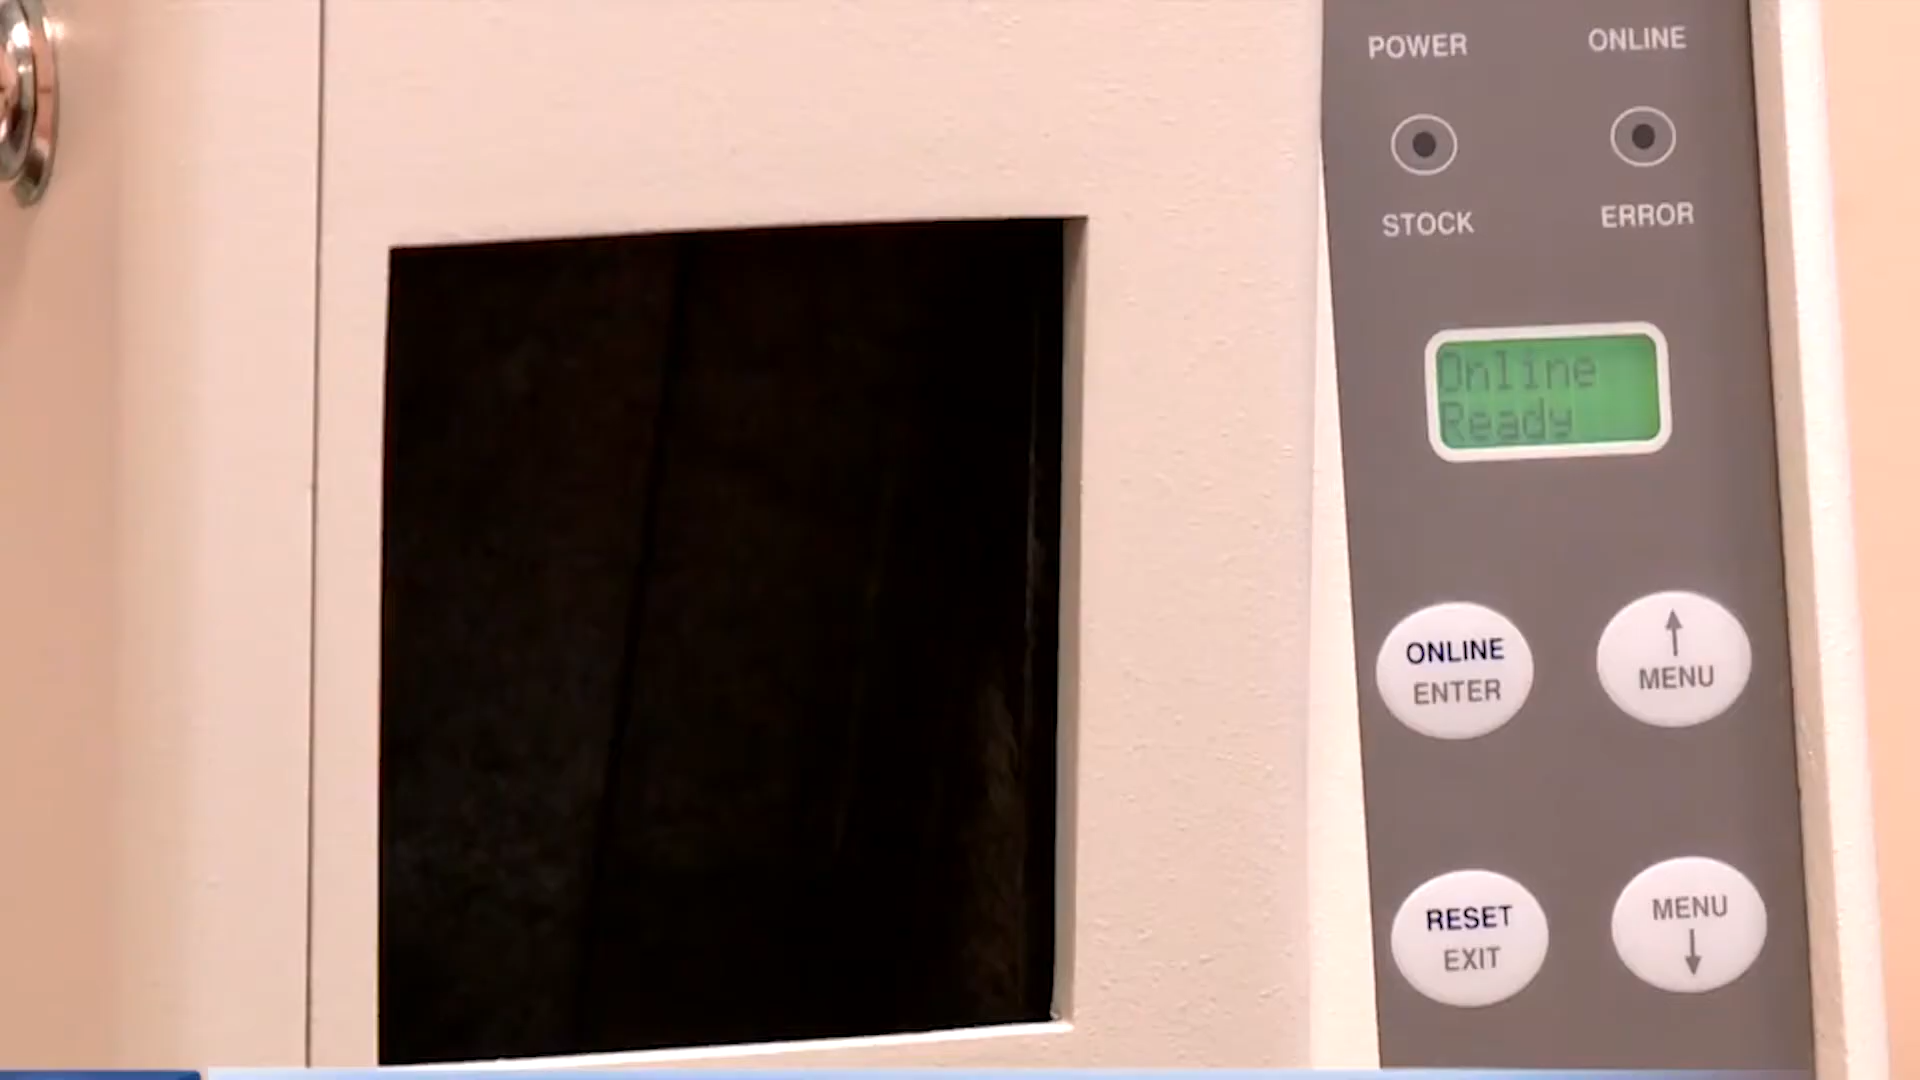 POWER
ONLINE
STOCK
ERROR
Online
Ready
ONLINE
ENTER
↑
MENU
RESET
EXIT
MENU
↓